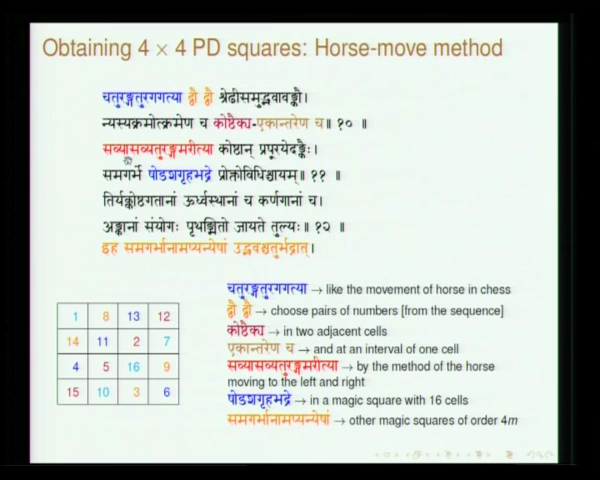 Obtaining 4 × 4 PD squares: Horse-move method
चतुरङ्गतुरगगत्या द्वौ द्वौ श्रेढीसमुद्भवावङ्कौ।
न्यस्यक्रमोत्क्रमेण च कोष्ठैक्य-एकान्तरेण च॥ १० ॥
सव्यासव्यतुरङ्गमरीत्या कोष्ठान् प्रपूरयेदङ्कैः।
समगर्भे षोडशगृहभद्रे प्रोक्तोविधिश्चायम्॥ ११ ॥
तिर्यक्कोष्ठगतानां ऊर्ध्वस्थानां च कर्णगानां च।
अङ्कानां संयोगः पृथक्स्थितो जायते तुल्यः॥ १२ ॥
इह समगर्भानामप्यन्येषां उद्भवश्चतुर्भद्रात्।
चतुरङ्गतुरगगत्या → like the movement of horse in chess
द्वौ द्वौ → choose pairs of numbers [from the sequence]
कोष्ठैक्य → in two adjacent cells
एकान्तरेण च → and at an interval of one cell
सव्यासव्यतुरङ्गमरीत्या → by the method of the horse
moving to the left and right
षोडशगृहभद्रे → in a magic square with 16 cells
समगर्भानामप्यन्येषां → other magic squares of order 4m
1 8 13 12
14 11 2 7
4 5 16 9
15 10 3 6